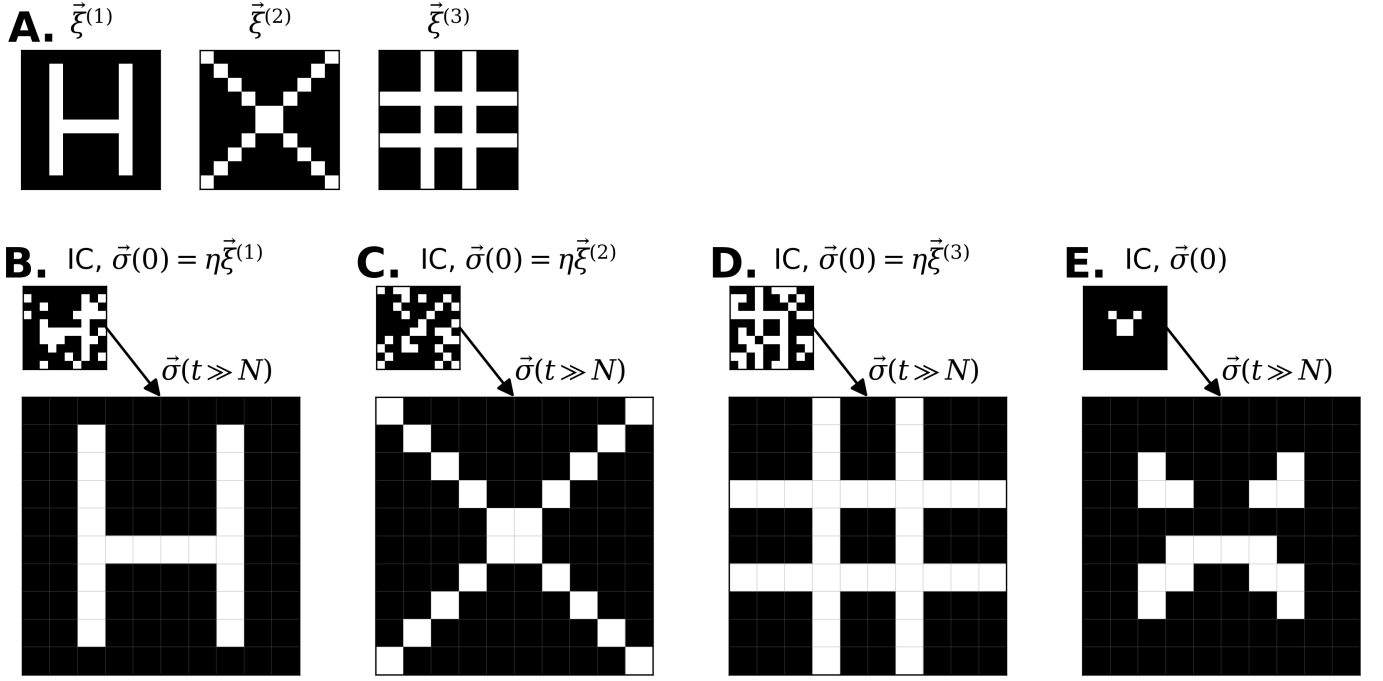 A. ξ⃗⁽¹⁾ ξ⃗⁽²⁾ ξ⃗⁽³⁾
B. IC, σ⃗(0) = ηξ⃗⁽¹⁾
σ⃗(t ≫ N)
C. IC, σ⃗(0) = ηξ⃗⁽²⁾
σ⃗(t ≫ N)
D. IC, σ⃗(0) = ηξ⃗⁽³⁾
σ⃗(t ≫ N)
E. IC, σ⃗(0)
σ⃗(t ≫ N)